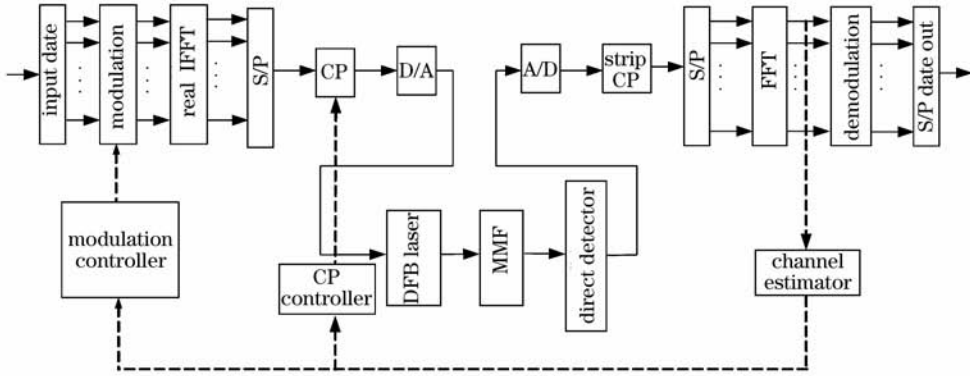 input date
modulation
real IFFT
S/P
CP
D/A
A/D
strip
CP
S/P
FFT
demodulation
S/P date out
modulation
controller
CP
controller
DFB laser
MMF
direct detector
channel
estimator